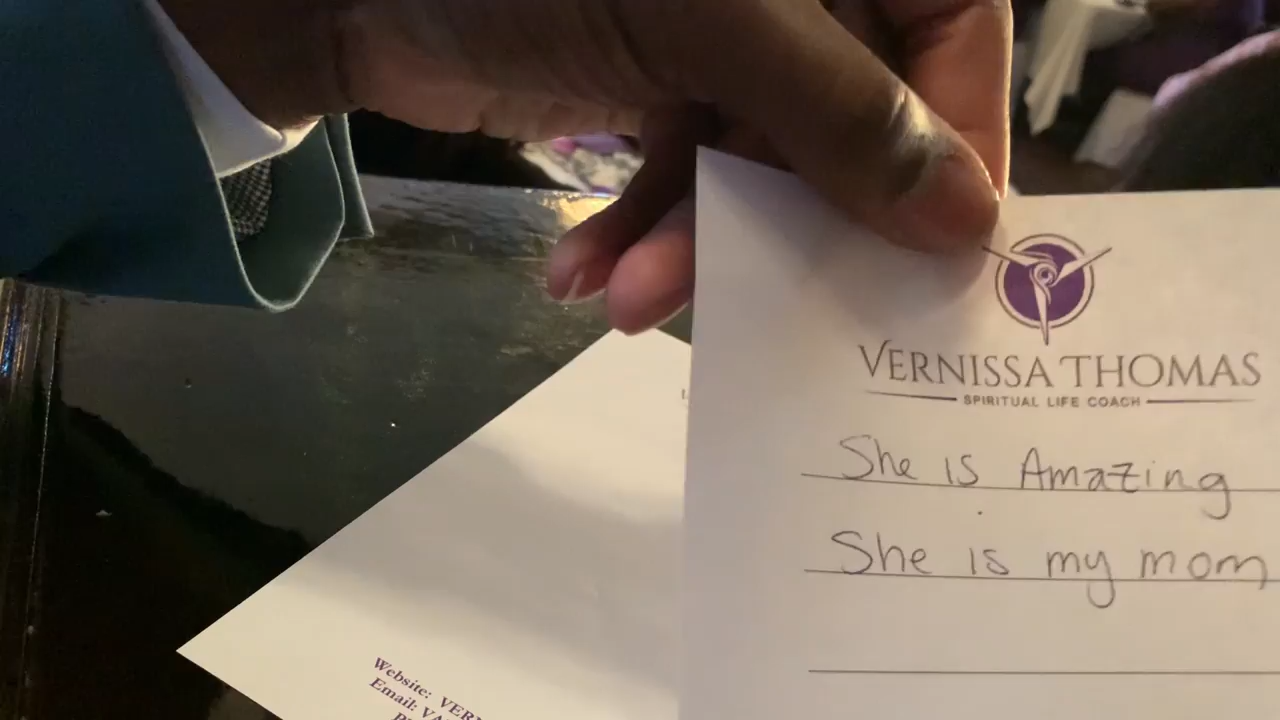 VERNISSA THOMAS
SPIRITUAL LIFE COACH
She is Amazing
She is my mom
Website:
Email: